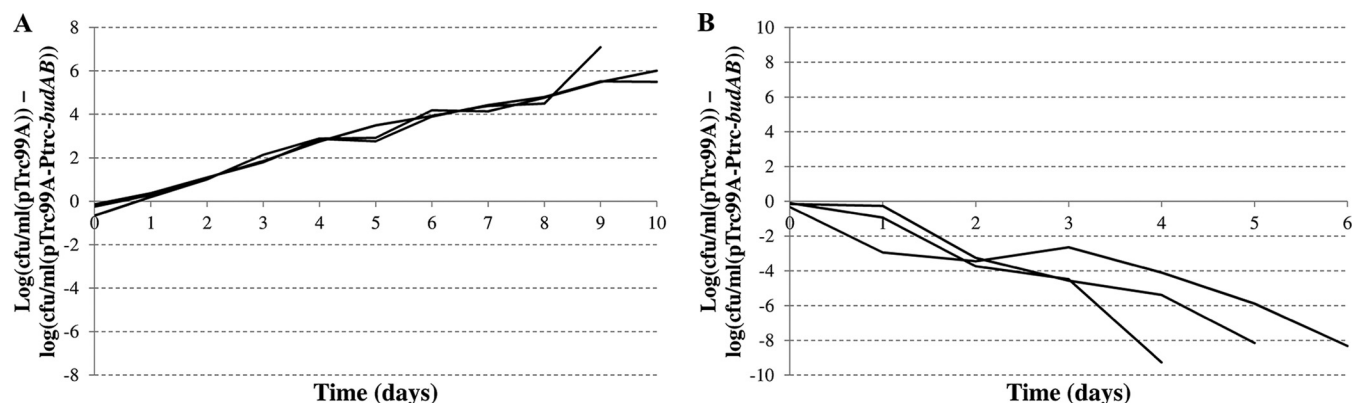 A
Log(cfu/ml(pTrc99A)) –
log(cfu/ml(pTrc99A-Ptrc-budAB))
8
6
4
2
0
-2
-4
-6
-8
0 1 2 3 4 5 6 7 8 9 10
Time (days)
B
Log(cfu/ml(pTrc99A)) –
log(cfu/ml(pTrc99A-Ptrc-budAB))
10
8
6
4
2
0
-2
-4
-6
-8
-10
0 1 2 3 4 5 6
Time (days)